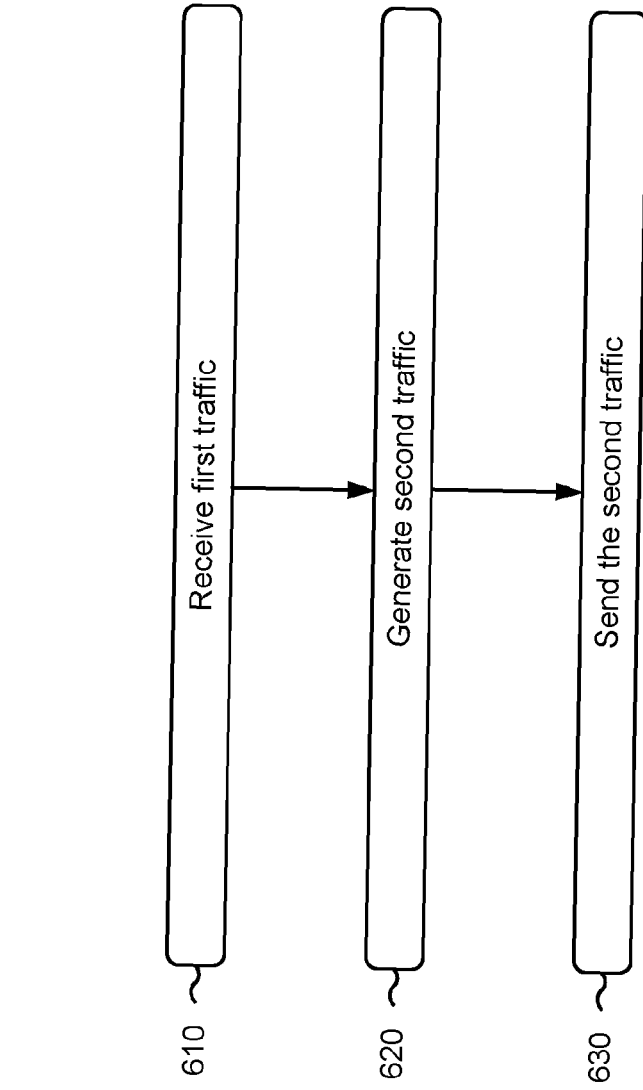 610
Receive first traffic
620
Generate second traffic
630
Send the second traffic